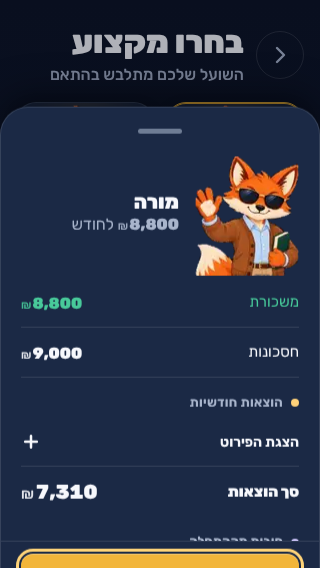 בחרו מקצוע
השועל שלכם מתלבש בהתאם
מורה
8,800₪ לחודש
משכורת
8,800₪
חסכונות
9,000₪
הוצאות חודשיות
הצגת הפירוט
+
סך הוצאות
7,310₪